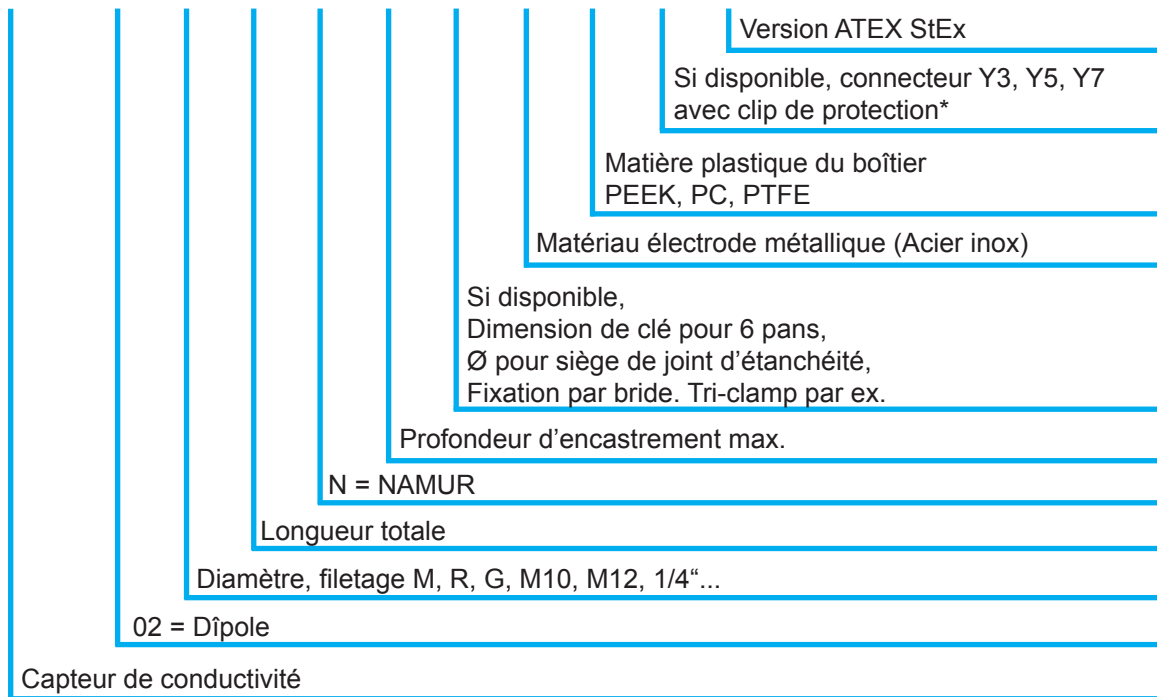 Version ATEX StEx
Si disponible, connecteur Y3, Y5, Y7
avec clip de protection*
Matière plastique du boîtier
PEEK, PC, PTFE
Matériau électrode métallique (Acier inox)
Si disponible,
Dimension de clé pour 6 pans,
Ø pour siège de joint d’étanchéité,
Fixation par bride. Tri-clamp par ex.
Profondeur d’encastrement max.
N = NAMUR
Longueur totale
Diamètre, filetage M, R, G, M10, M12, 1/4“...
02 = Dîpole
Capteur de conductivité